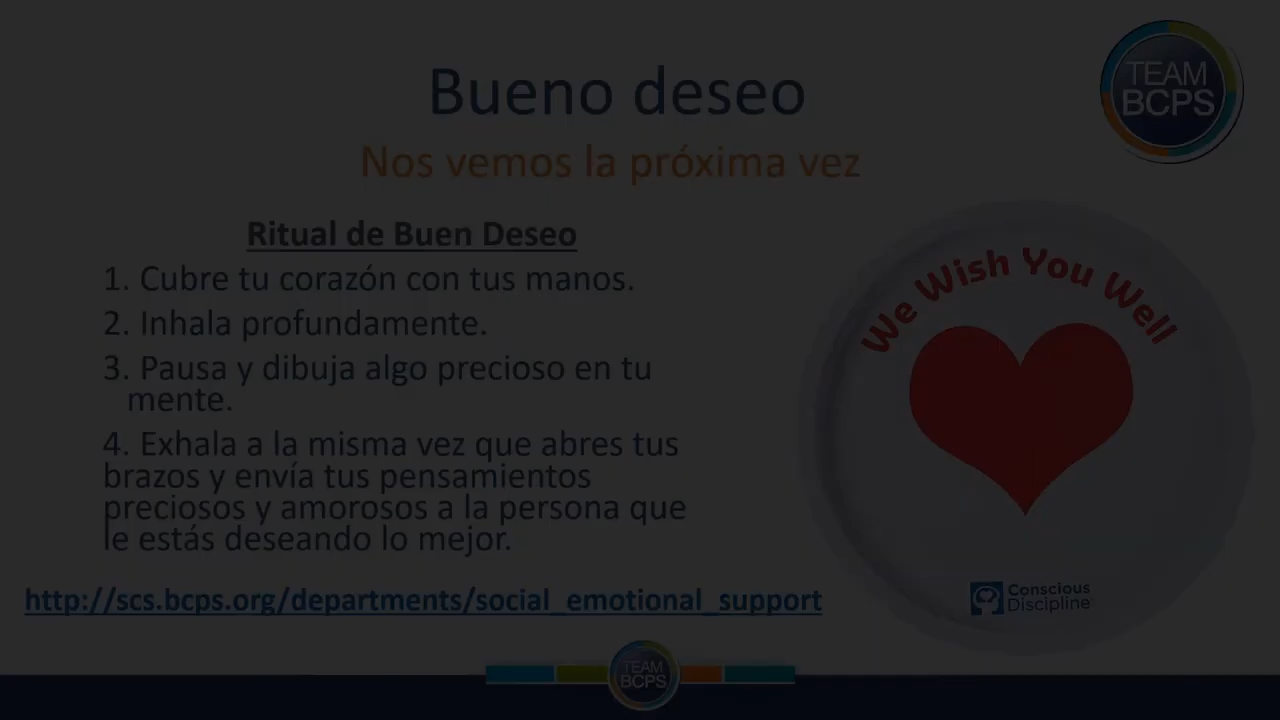 TEAM
BCPS
Bueno deseo
Nos vemos la próxima vez
Ritual de Buen Deseo
1. Cubre tu corazón con tus manos.
2. Inhala profundamente.
3. Pausa y dibuja algo precioso en tu
mente.
4. Exhala a la misma vez que abres tus
brazos y envía tus pensamientos
preciosos y amorosos a la persona que
le estás deseando lo mejor.
http://scs.bcps.org/departments/social_emotional_support
We Wish You Well
Conscious
Discipline
TEAM
BCPS